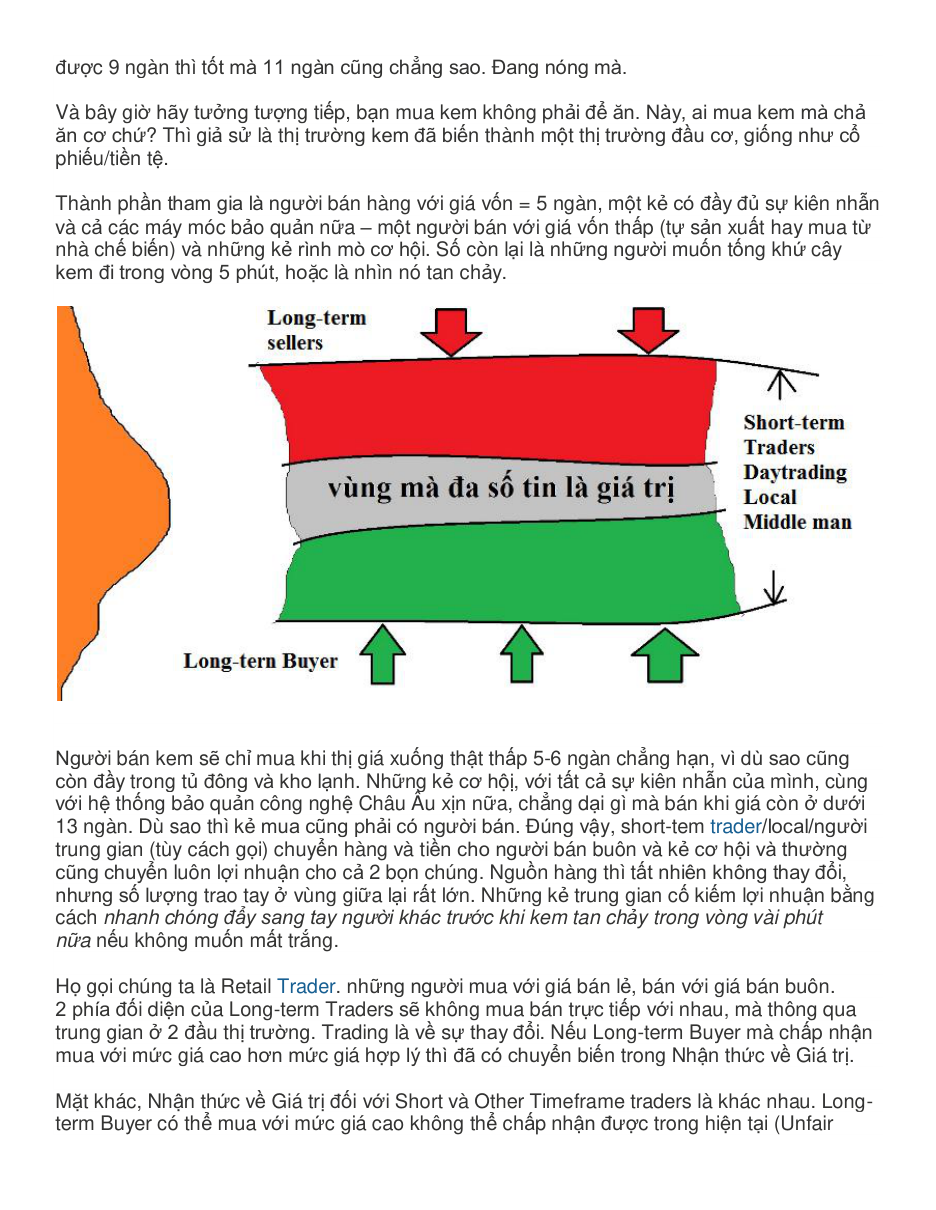 được 9 ngàn thì tốt mà 11 ngàn cũng chẳng sao. Đang nóng mà.
Và bây giờ hãy tưởng tượng tiếp, bạn mua kem không phải để ăn. Này, ai mua kem mà chả
ăn cơ chứ? Thì giả sử là thị trường kem đã biến thành một thị trường đầu cơ, giống như cổ
phiếu/tiền tệ.
Thành phần tham gia là người bán hàng với giá vốn = 5 ngàn, một kẻ có đầy đủ sự kiên nhẫn
và cả các máy móc bảo quản nữa – một người bán với giá vốn thấp (tự sản xuất hay mua từ
nhà chế biến) và những kẻ rình mò cơ hội. Số còn lại là những người muốn tống khứ cây
kem đi trong vòng 5 phút, hoặc là nhìn nó tan chảy.
Long-term
sellers
Short-term
Traders
Daytrading
Local
Middle man
vùng mà đa số tin là giá trị
Long-tern Buyer
Người bán kem sẽ chỉ mua khi thị giá xuống thật thấp 5-6 ngàn chẳng hạn, vì dù sao cũng
còn đầy trong tủ đông và kho lạnh. Những kẻ cơ hội, với tất cả sự kiên nhẫn của mình, cùng
với hệ thống bảo quản công nghệ Châu Âu xịn nữa, chẳng dại gì mà bán khi giá còn ở dưới
13 ngàn. Dù sao thì kẻ mua cũng phải có người bán. Đúng vậy, short-tem trader/local/người
trung gian (tùy cách gọi) chuyển hàng và tiền cho người bán buôn và kẻ cơ hội và thường
cũng chuyển luôn lợi nhuận cho cả 2 bọn chúng. Nguồn hàng thì tất nhiên không thay đổi,
nhưng số lượng trao tay ở vùng giữa lại rất lớn. Những kẻ trung gian cố kiếm lợi nhuận bằng
cách nhanh chóng đẩy sang tay người khác trước khi kem tan chảy trong vòng vài phút
nữa nếu không muốn mất trắng.
Họ gọi chúng ta là Retail Trader. những người mua với giá bán lẻ, bán với giá bán buôn.
2 phía đối diện của Long-term Traders sẽ không mua bán trực tiếp với nhau, mà thông qua
trung gian ở 2 đầu thị trường. Trading là về sự thay đổi. Nếu Long-term Buyer mà chấp nhận
mua với mức giá cao hơn mức giá hợp lý thì đã có chuyển biến trong Nhận thức về Giá trị.
Mặt khác, Nhận thức về Giá trị đối với Short và Other Timeframe traders là khác nhau. Long-
term Buyer có thể mua với mức giá cao không thể chấp nhận được trong hiện tại (Unfair